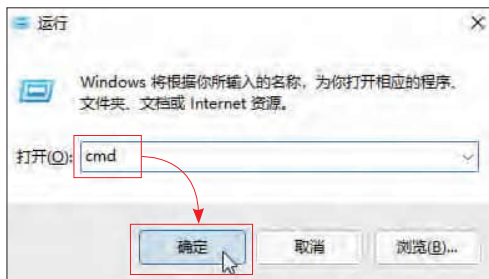 运行
Windows 将根据你所输入的名称，为你打开相应的程序、
文件夹、文档或 Internet 资源。
打开(O): cmd
确定 取消 浏览(B)...